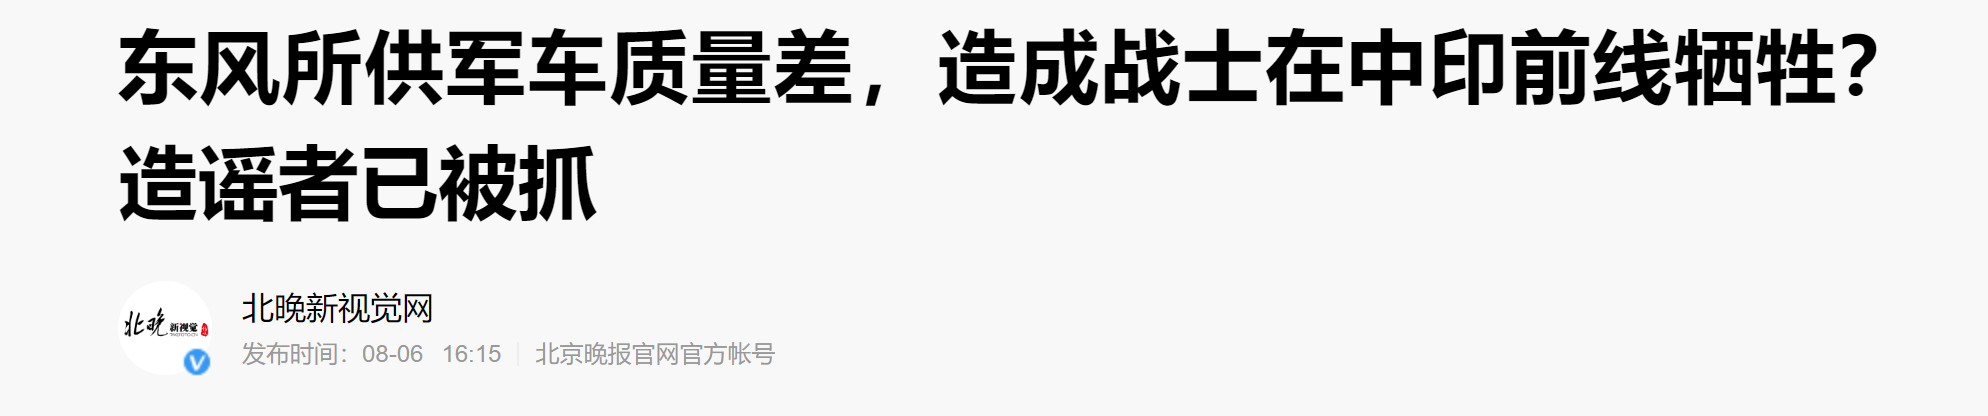 东风所供军车质量差，造成战士在中印前线牺牲？
造谣者已被抓
北晚新视觉网
北晚新视觉
发布时间：08-06 16:15 北京晚报官网官方帐号